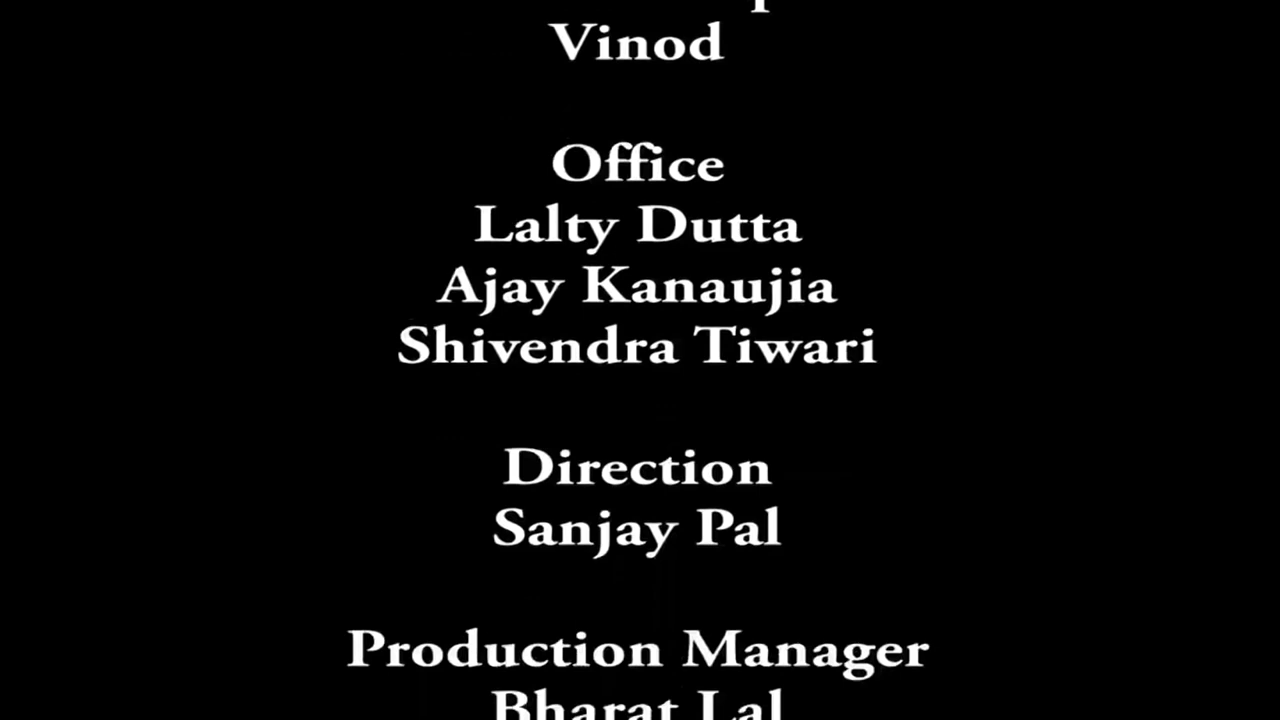 Vinod
Office
Lalty Dutta
Ajay Kanaujia
Shivendra Tiwari
Direction
Sanjay Pal
Production Manager
Bharat Lal